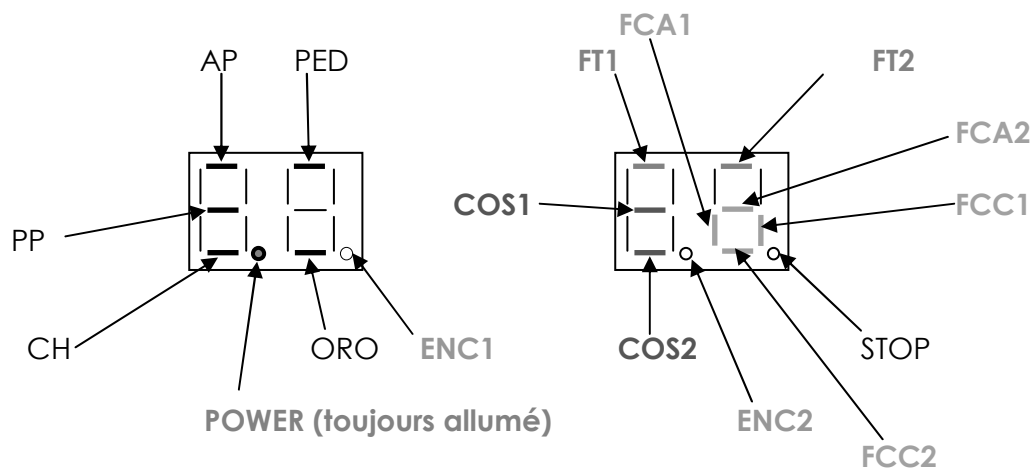 FCA1
AP PED FT1 FT2
FCA2
COS1 FCC1
PP
CH ORO ENC1 COS2 STOP
POWER (toujours allumé) ENC2
FCC2